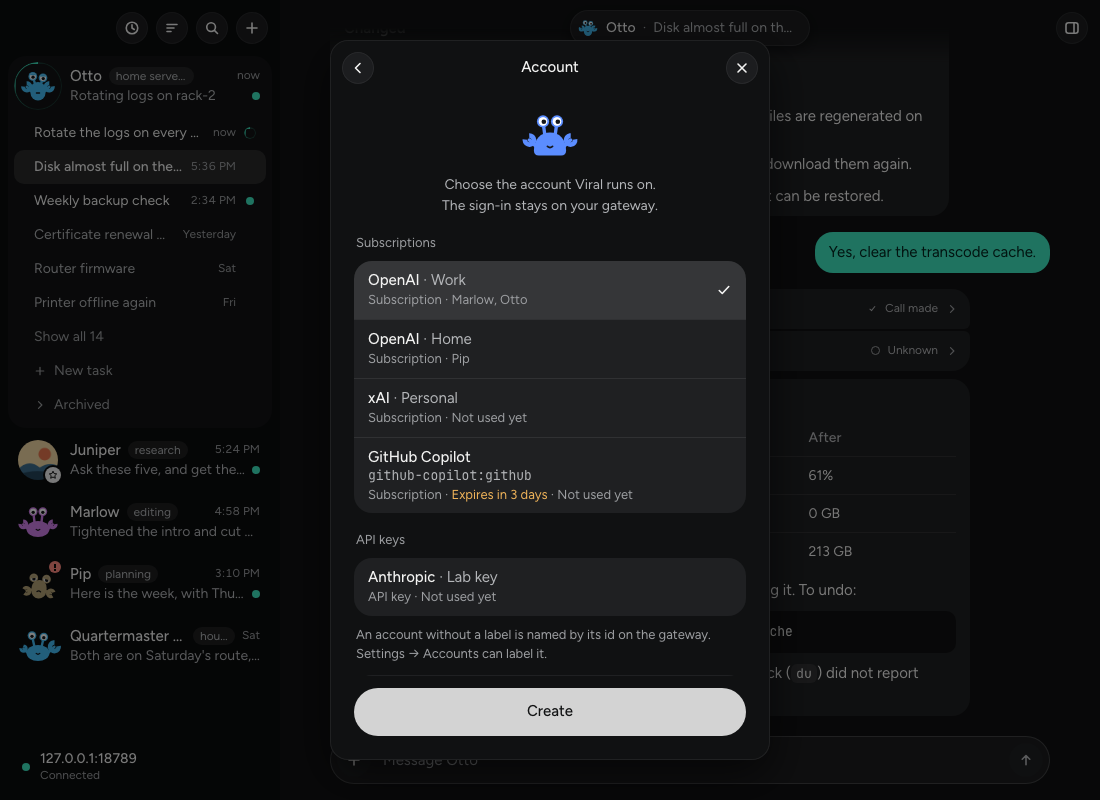 Otto home serve... now
Rotating logs on rack-2
Rotate the logs on every ... now
Disk almost full on the... 5:36 PM
Weekly backup check 2:34 PM
Certificate renewal ... Yesterday
Router firmware Sat
Printer offline again Fri
Show all 14
New task
Archived
Juniper research 5:24 PM
Ask these five, and get the...
Marlow editing 4:58 PM
Tightened the intro and cut ...
Pip planning 3:10 PM
Here is the week, with Thu...
Quartermaster ... hou... Sat
Both are on Saturday's route,...
127.0.0.1:18789
Connected
Otto · Disk almost full on th...
Account
Choose the account Viral runs on.
The sign-in stays on your gateway.
Subscriptions
OpenAI · Work
Subscription · Marlow, Otto
OpenAI · Home
Subscription · Pip
xAI · Personal
Subscription · Not used yet
GitHub Copilot
github-copilot:github
Subscription · Expires in 3 days · Not used yet
API keys
Anthropic · Lab key
API key · Not used yet
An account without a label is named by its id on the gateway.
Settings → Accounts can label it.
Create
iles are regenerated on
download them again.
can be restored.
Yes, clear the transcode cache.
Call made
Unknown
After
61%
0 GB
213 GB
g it. To undo:
che
ck (du) did not report
Message Otto